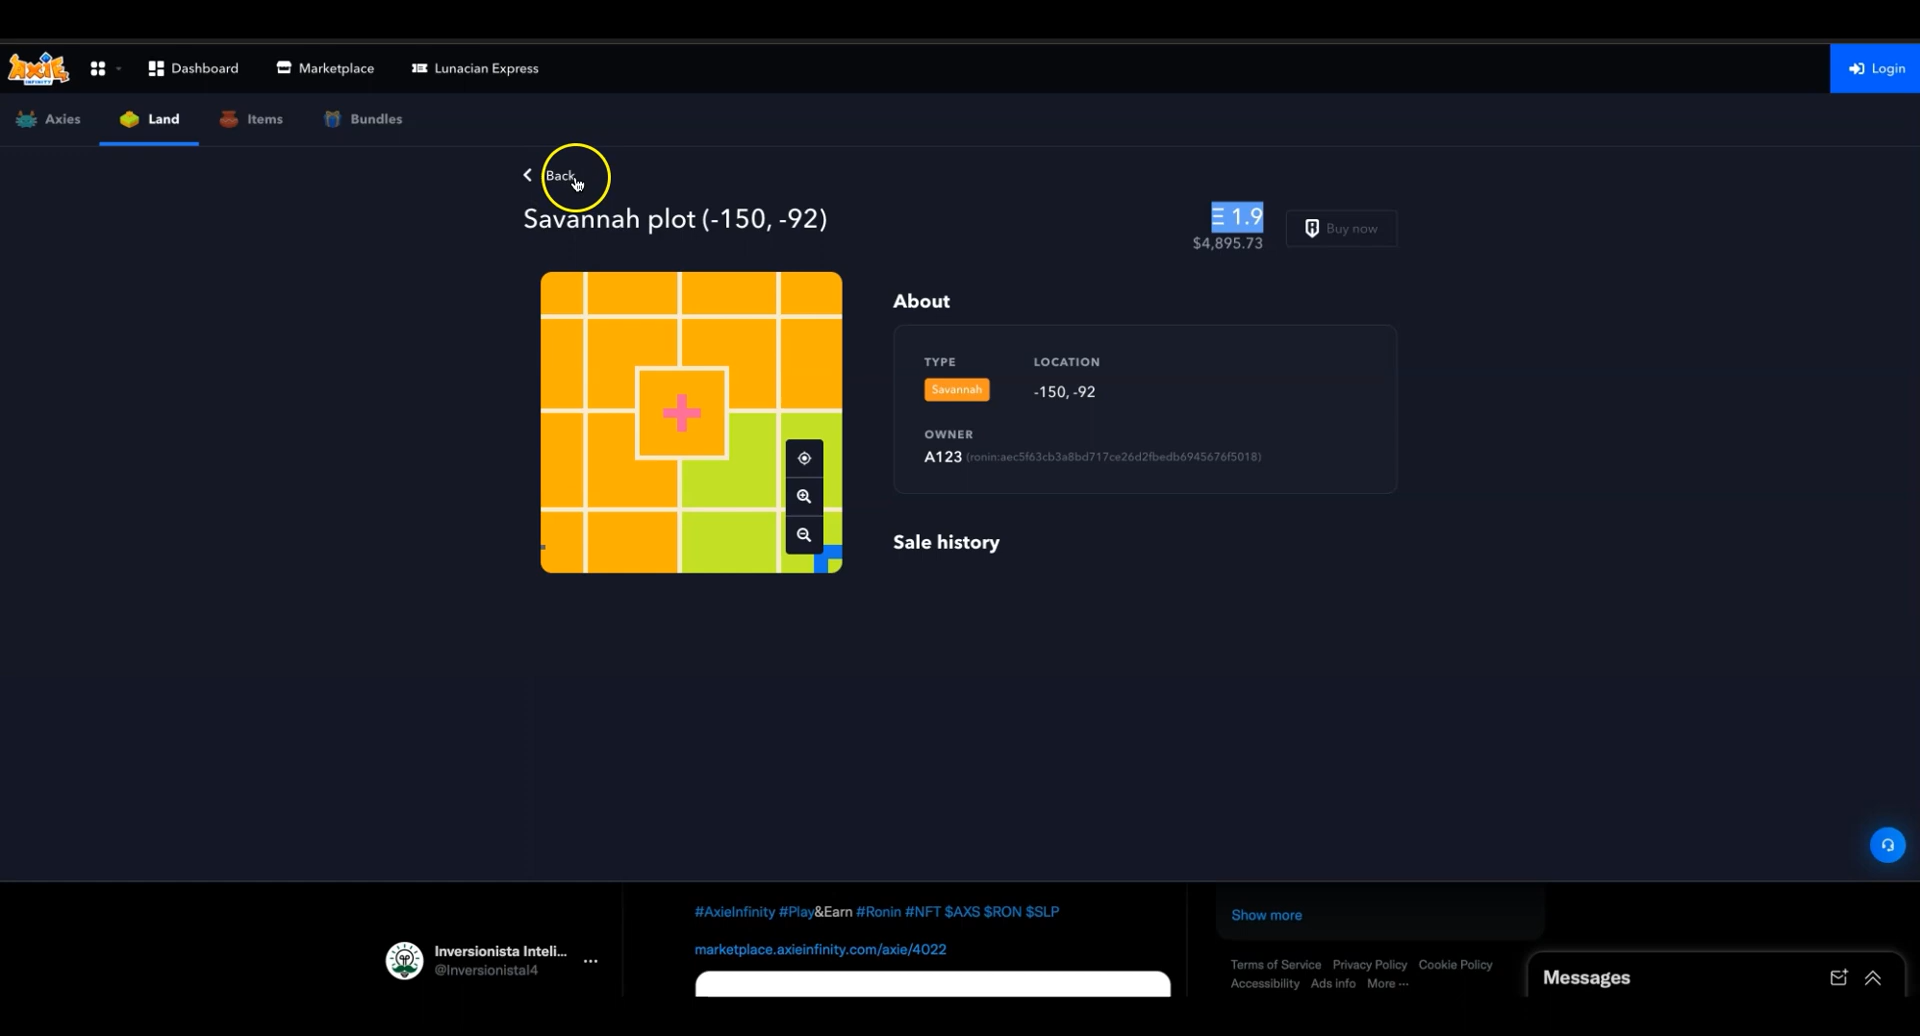 AXIE
INFINITY
Dashboard
Marketplace
Lunacian Express
Login
Axies
Land
Items
Bundles
Back
Savannah plot (-150, -92)
Ξ 1.9
$4,895.73
Buy now
About
TYPE
LOCATION
Savannah
-150, -92
OWNER
A123 (ronin:aec5f63cb3a8bd717ce26d2fbedb6945676f5018)
Sale history
#AxieInfinity #Play&Earn #Ronin #NFT $AXS $RON $SLP
marketplace.axieinfinity.com/axie/4022
Inversionista Inteli...
@Inversionistal4
Show more
Terms of Service Privacy Policy Cookie Policy
Accessibility Ads info More ...
Messages